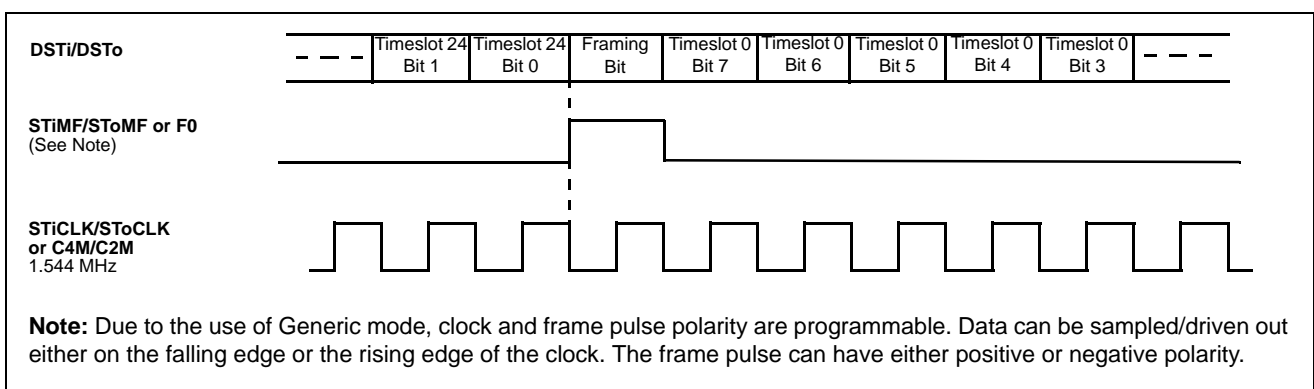 DSTi/DSTo
Timeslot 24 Timeslot 24 Framing Timeslot 0 Timeslot 0 Timeslot 0 Timeslot 0 Timeslot 0
Bit 1 Bit 0 Bit Bit 7 Bit 6 Bit 5 Bit 4 Bit 3
STiMF/SToMF or F0
(See Note)
STiCLK/SToCLK
or C4M/C2M
1.544 MHz
Note: Due to the use of Generic mode, clock and frame pulse polarity are programmable. Data can be sampled/driven out
either on the falling edge or the rising edge of the clock. The frame pulse can have either positive or negative polarity.